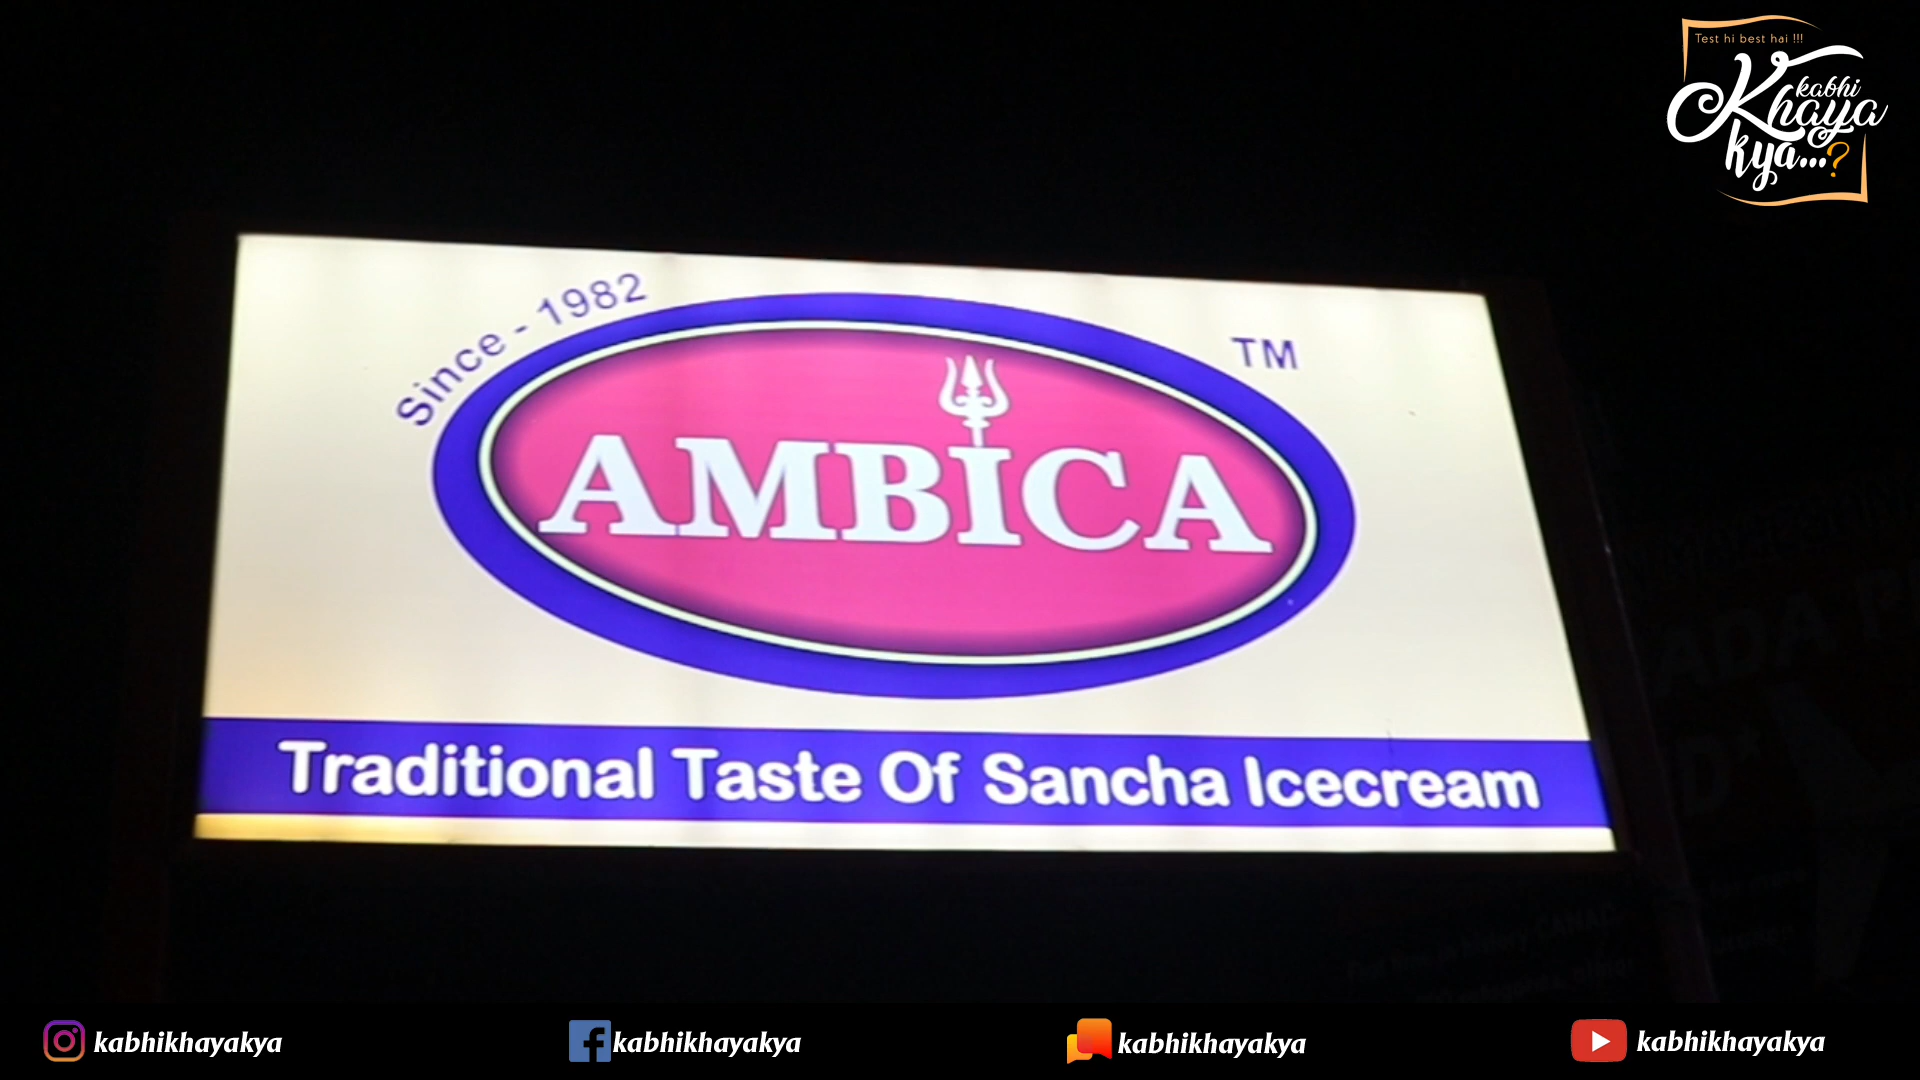 Test hi best hai !!!
kabhi
Khaya
kya...?
Since - 1982
TM
AMBICA
Traditional Taste Of Sancha Icecream
kabhikhayakya
kabhikhayakya
kabhikhayakya
kabhikhayakya